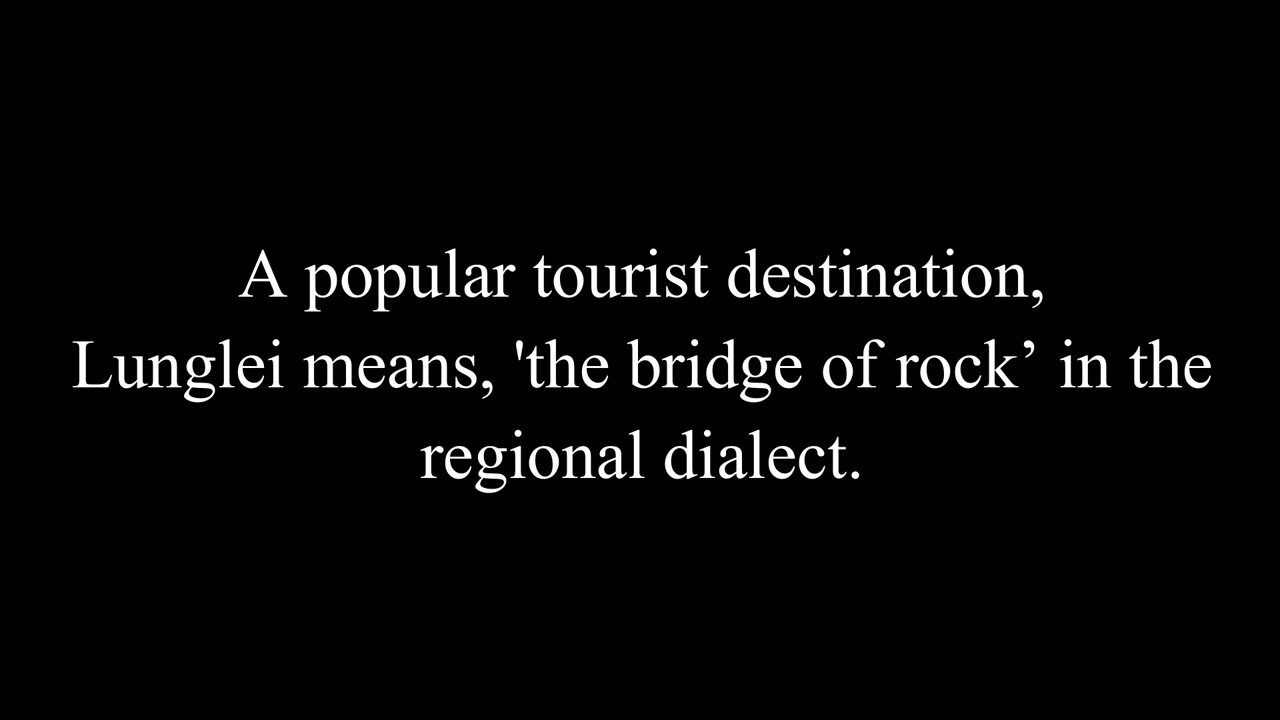 A popular tourist destination,
Lunglei means, 'the bridge of rock’ in the
regional dialect.